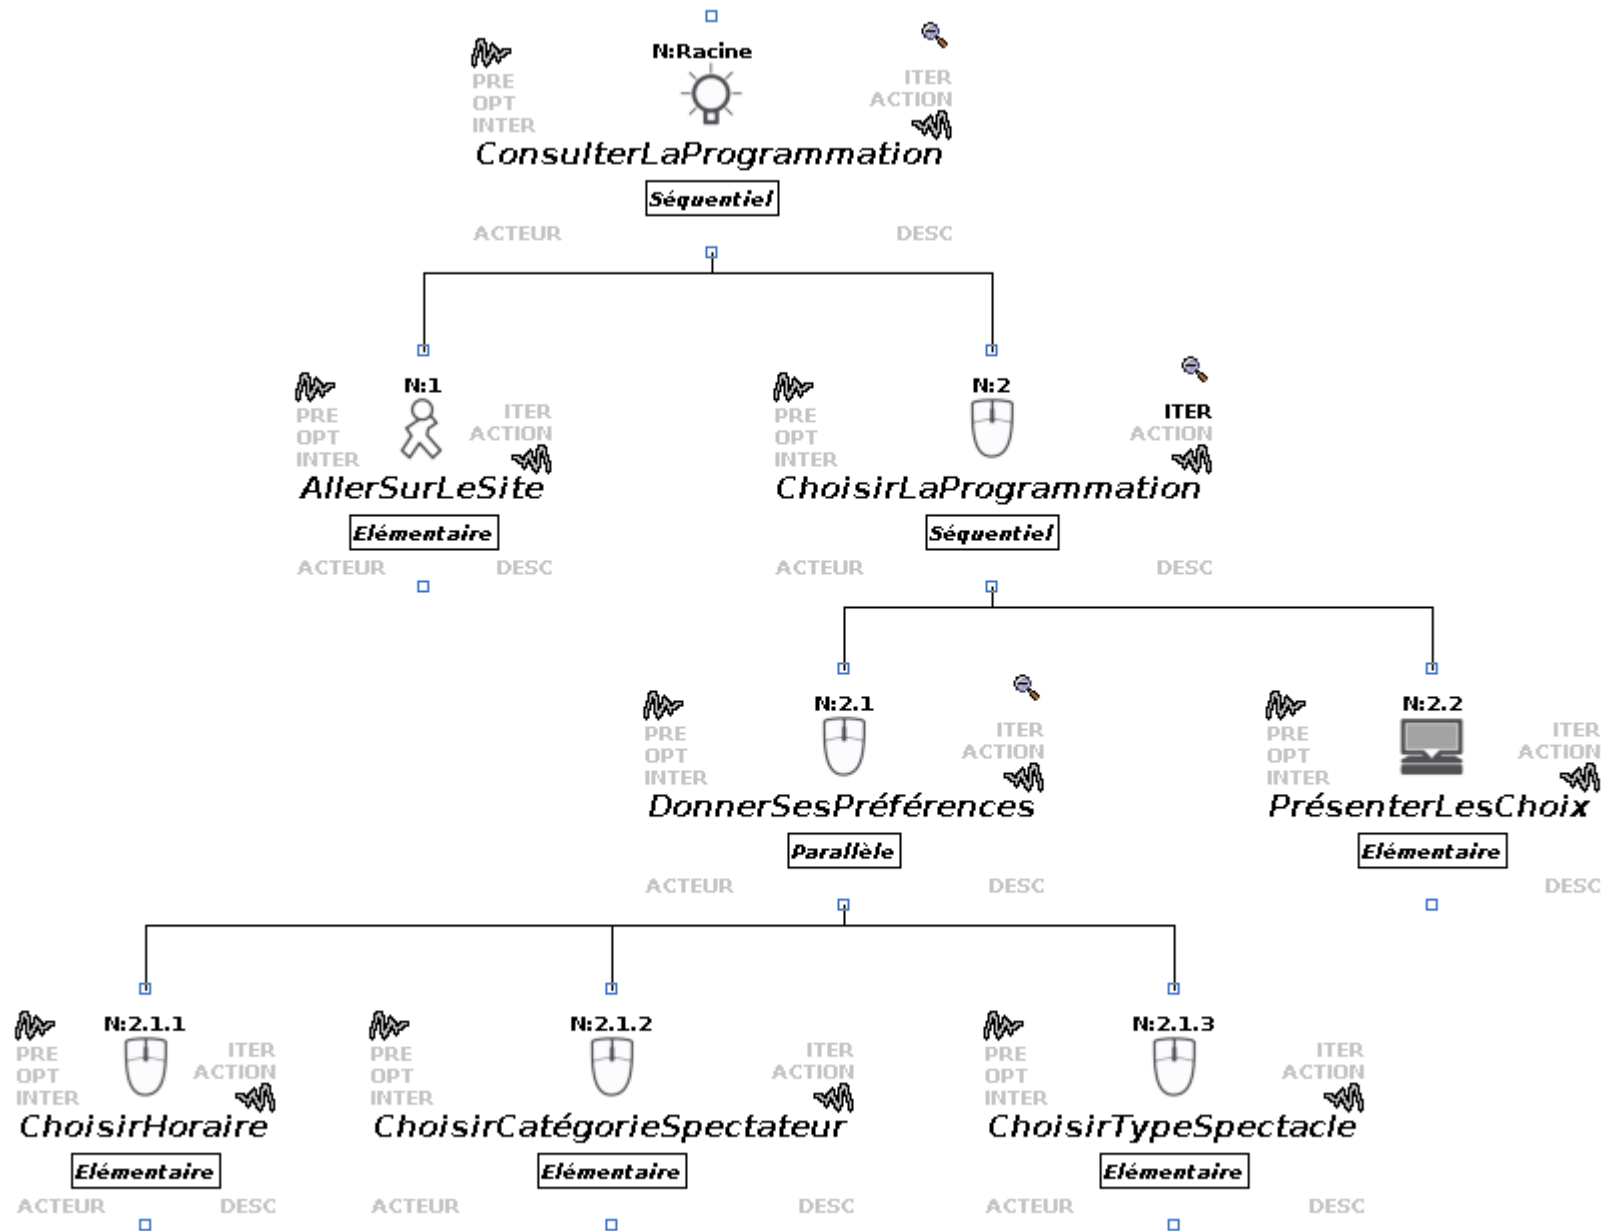 N:Racine
PRE
OPT
INTER
ITER
ACTION
ConsulterLaProgrammation
Séquentiel
ACTEUR DESC
N:1
PRE
OPT
INTER
ITER
ACTION
AllerSurLeSite
Elémentaire
ACTEUR DESC
N:2
PRE
OPT
INTER
ITER
ACTION
ChoisirLaProgrammation
Séquentiel
ACTEUR DESC
N:2.1
PRE
OPT
INTER
ITER
ACTION
DonnerSesPréférences
Parallèle
ACTEUR DESC
N:2.2
PRE
OPT
INTER
ITER
ACTION
PrésenterLesChoix
Elémentaire
DESC
N:2.1.1
PRE
OPT
INTER
ITER
ACTION
ChoisirHoraire
Elémentaire
ACTEUR DESC
N:2.1.2
PRE
OPT
INTER
ITER
ACTION
ChoisirCatégorieSpectateur
Elémentaire
ACTEUR DESC
N:2.1.3
PRE
OPT
INTER
ITER
ACTION
ChoisirTypeSpectacle
Elémentaire
ACTEUR DESC